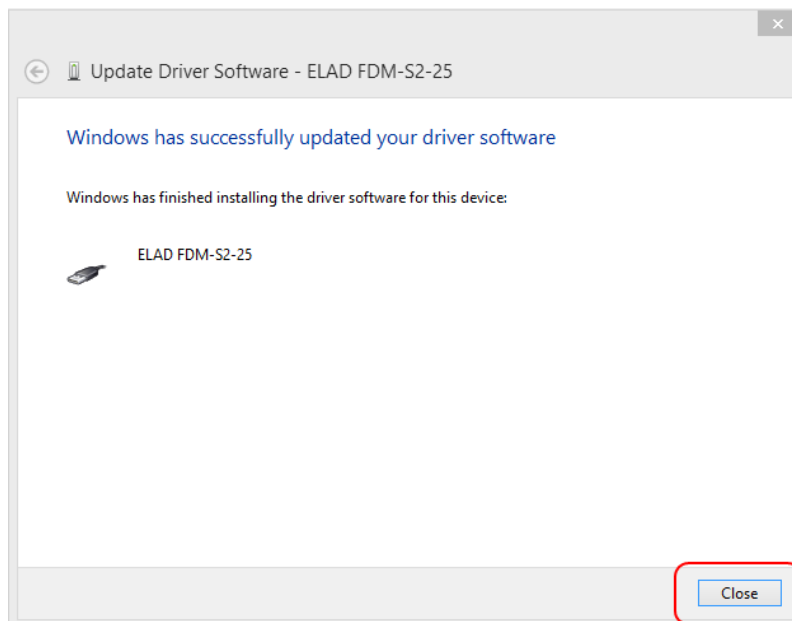 Update Driver Software - ELAD FDM-S2-25
Windows has successfully updated your driver software
Windows has finished installing the driver software for this device:
ELAD FDM-S2-25
Close